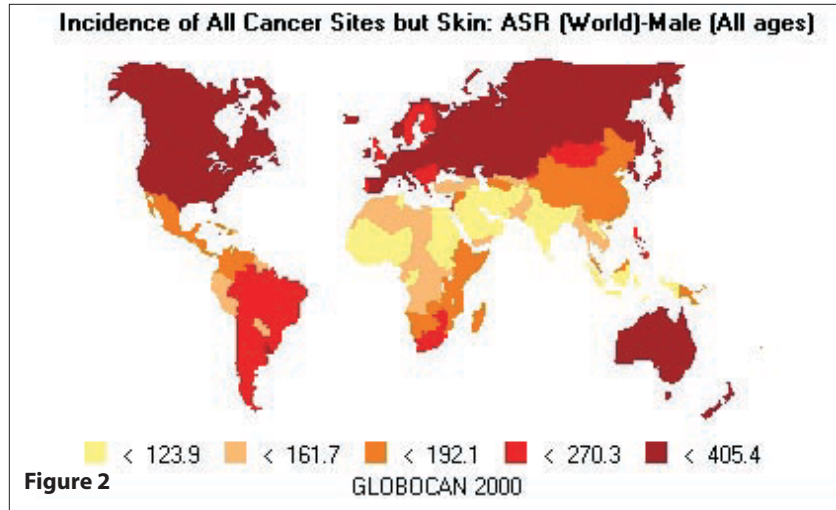 Incidence of All Cancer Sites but Skin: ASR (World)-Male (All ages)
< 123.9 < 161.7 < 192.1 < 270.3 < 405.4
Figure 2
GLOBOCAN 2000